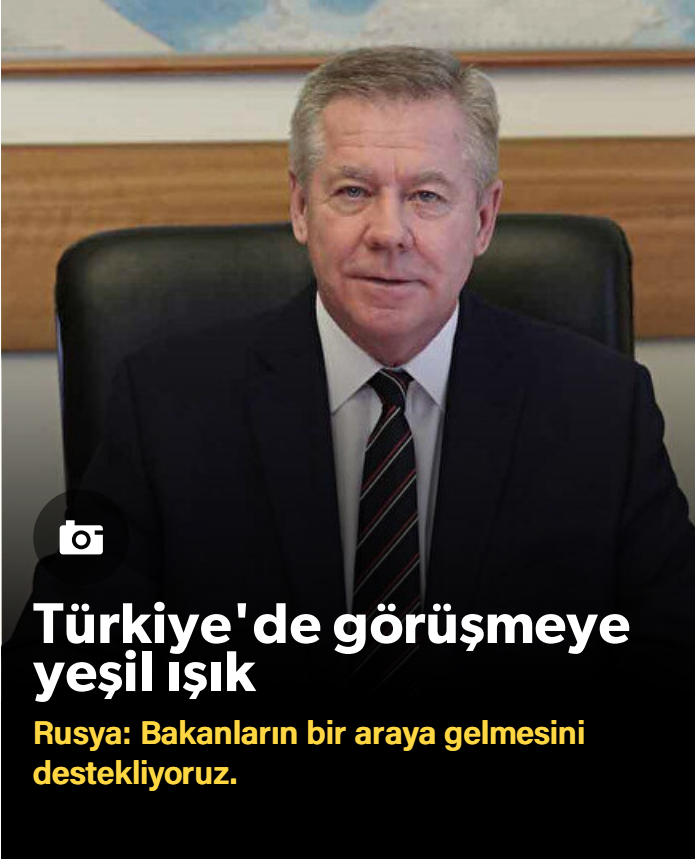 Türkiye'de görüşmeye
yeşil ışık
Rusya: Bakanların bir araya gelmesini
destekliyoruz.